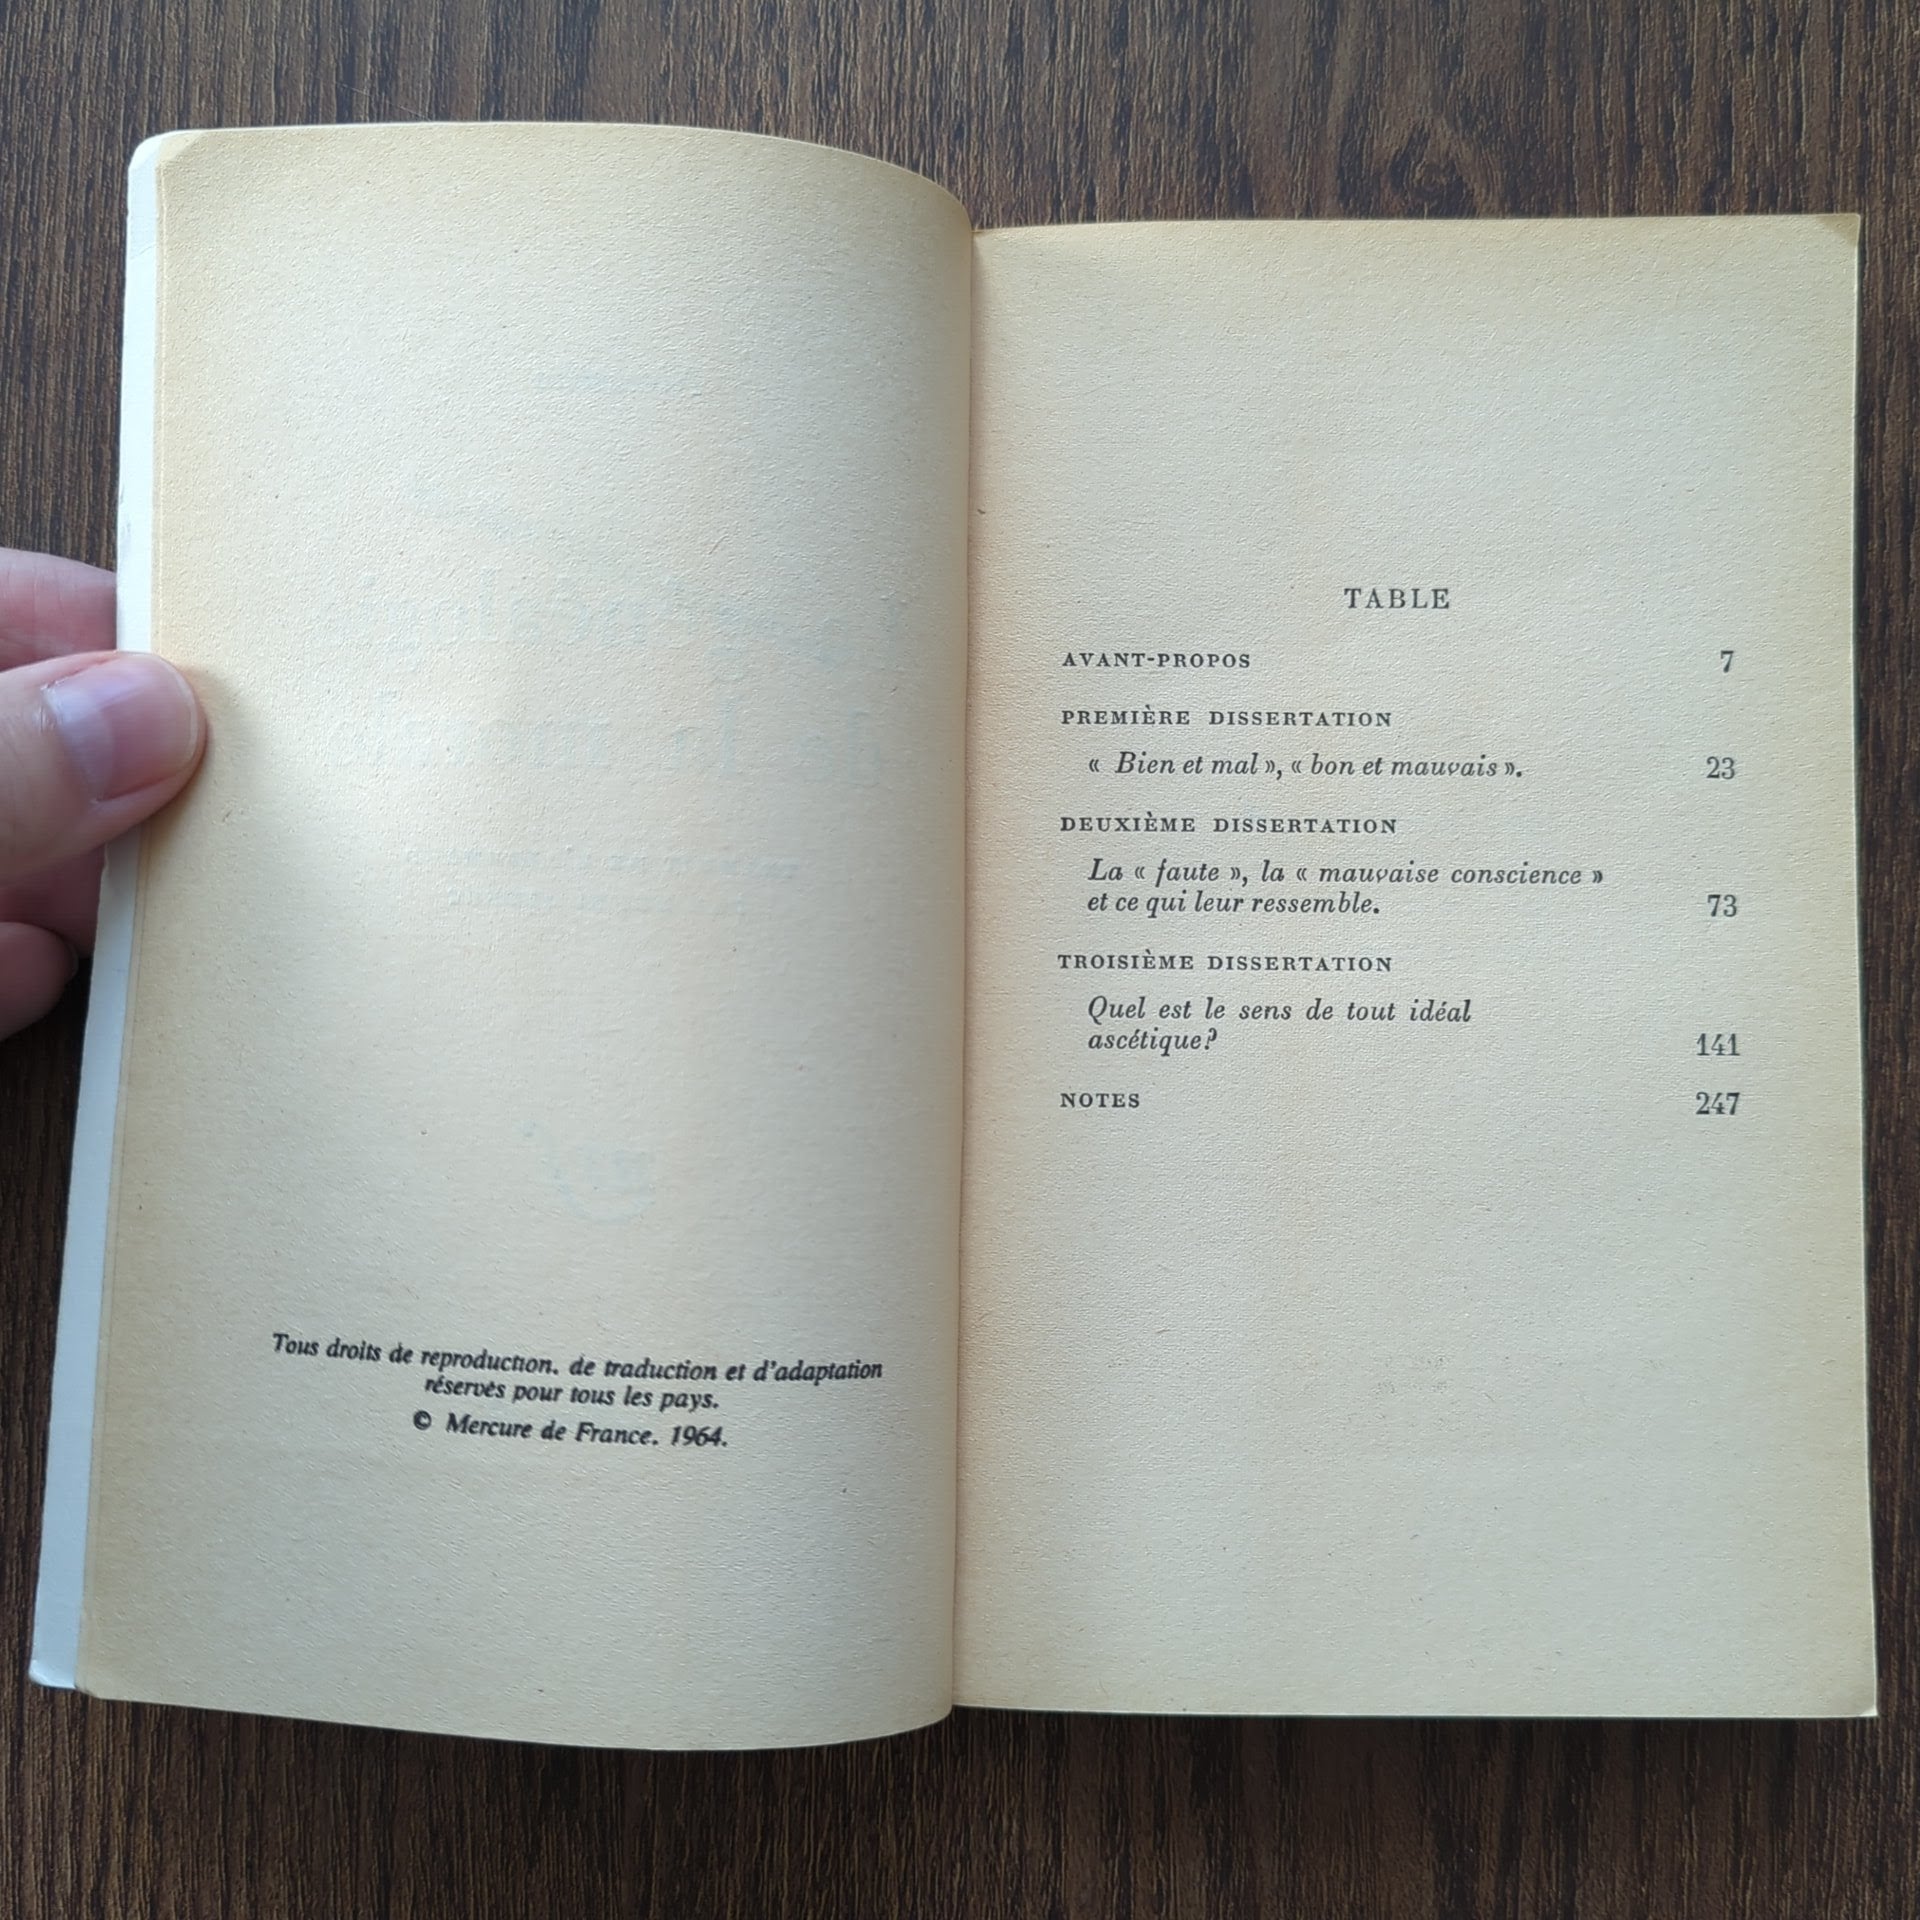 Tous droits de reproduction. de traduction et d'adaptation
réservés pour tous les pays.
© Mercure de France. 1964.
TABLE
AVANT-PROPOS 7
PREMIÈRE DISSERTATION
« Bien et mal », « bon et mauvais ». 23
DEUXIÈME DISSERTATION
La « faute », la « mauvaise conscience »
et ce qui leur ressemble. 73
TROISIÈME DISSERTATION
Quel est le sens de tout idéal
ascétique? 141
NOTES 247